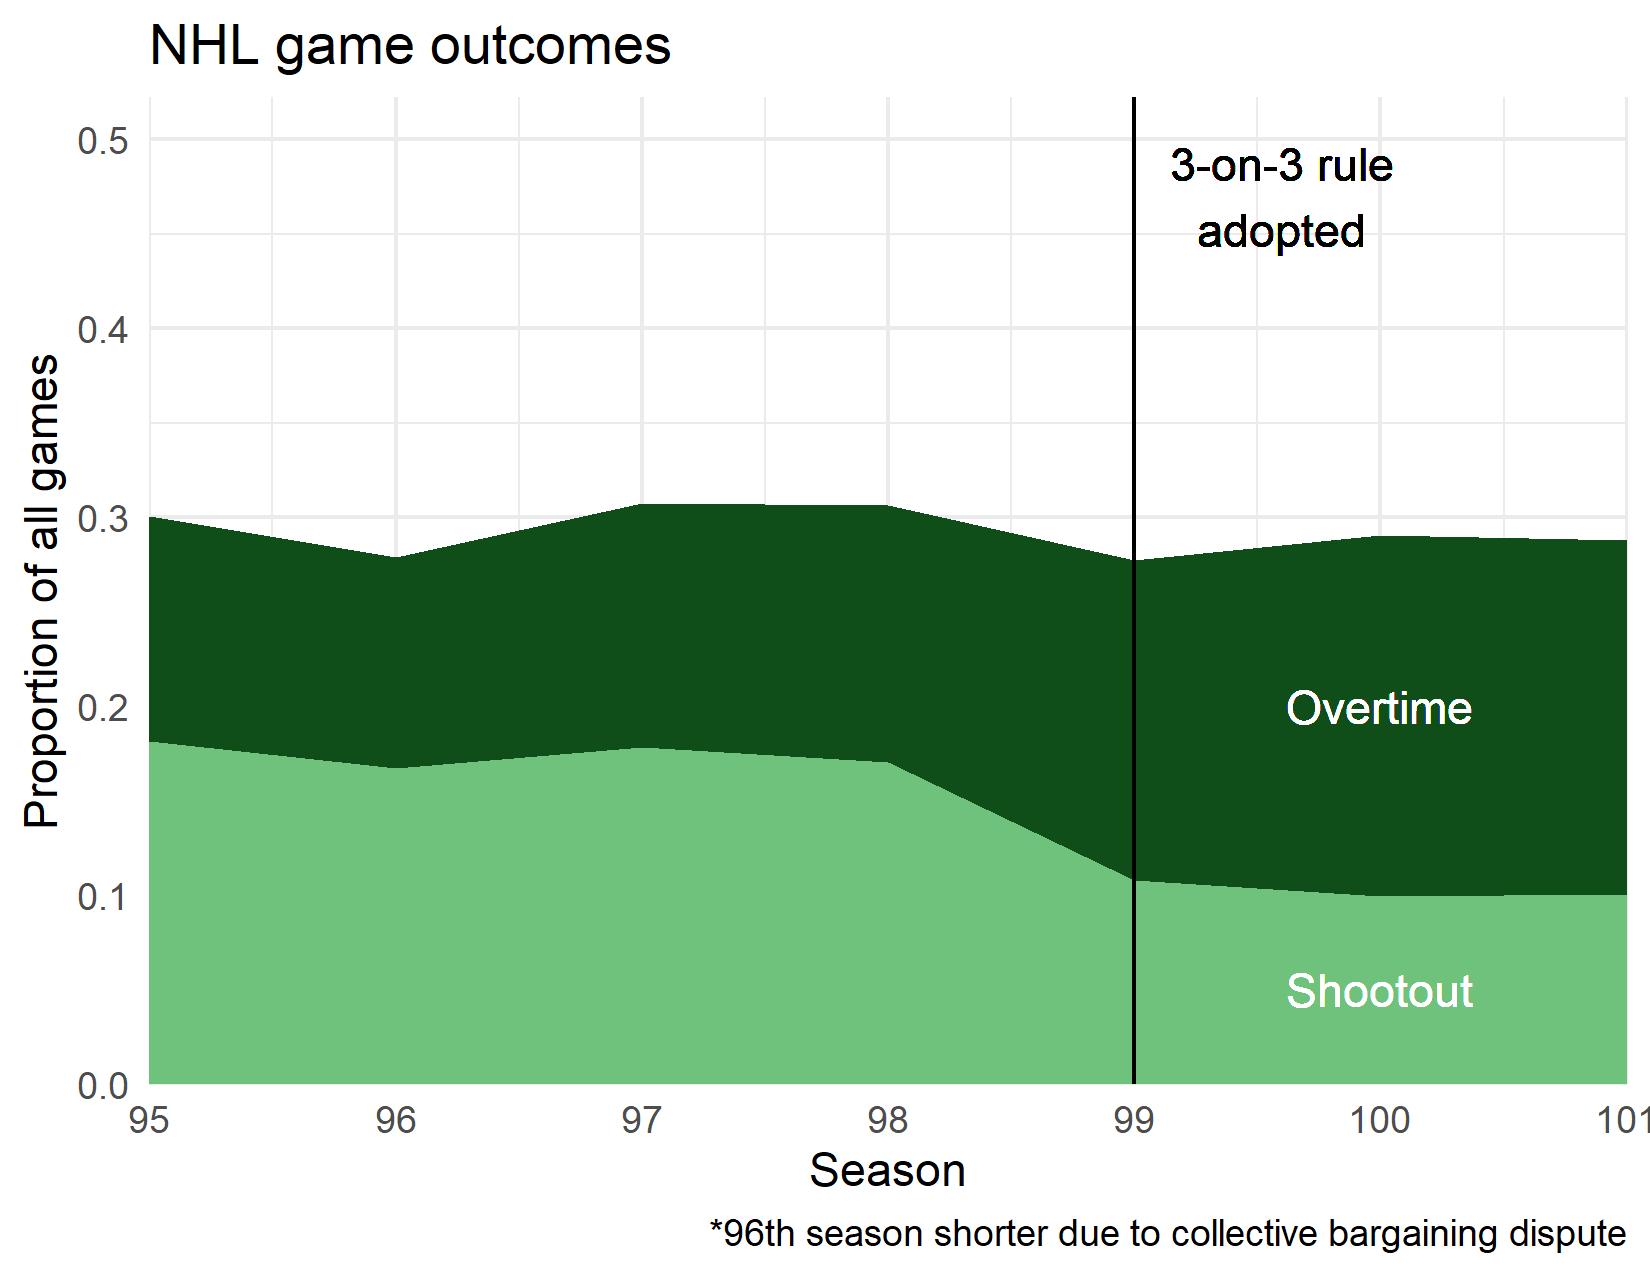 NHL game outcomes
0.5
0.4
0.3
0.2
0.1
0.0
Proportion of all games
3-on-3 rule
adopted
Overtime
Shootout
95 96 97 98 99 100 101
Season
*96th season shorter due to collective bargaining dispute